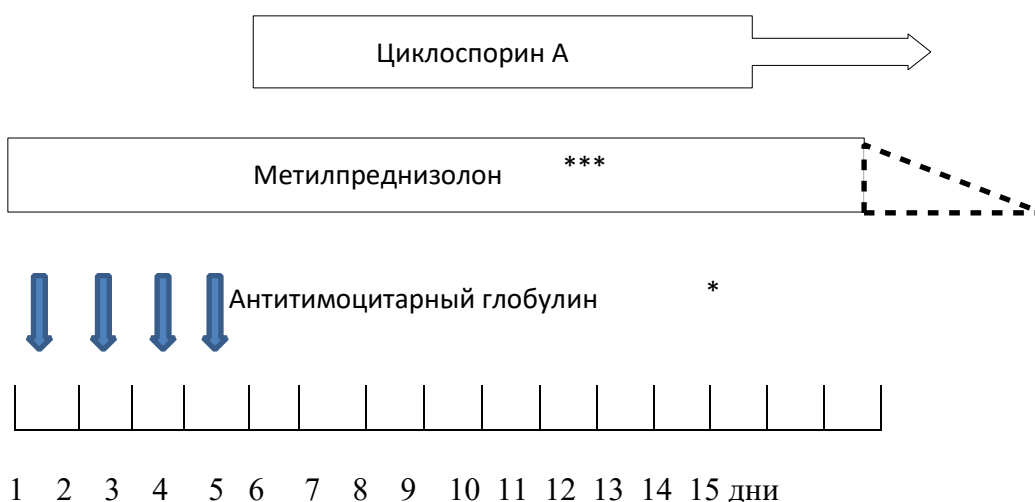 Циклоспорин А
Метилпреднизолон ***
Антитимоцитарный глобулин *
1 2 3 4 5 6 7 8 9 10 11 12 13 14 15 дни